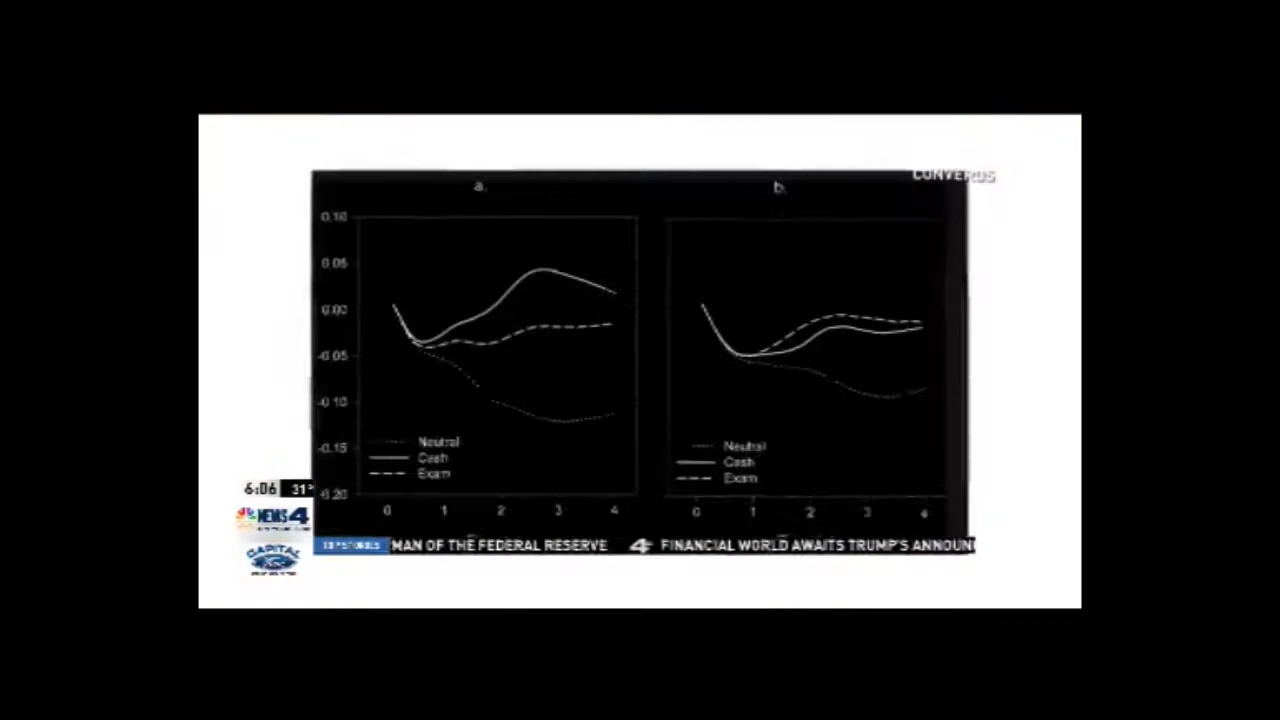 CONVERUS
a.
b.
0.10
0.05
0.00
-0.05
-0.10
-0.15
-0.20
Neutral
Cash
Exam
Neutral
Cash
Exam
0 1 2 3 4
0 1 2 3 4
6:06 31°
NEWS 4
CAPITAL
TOP STORIES MAN OF THE FEDERAL RESERVE 4 FINANCIAL WORLD AWAITS TRUMP'S ANNOUN